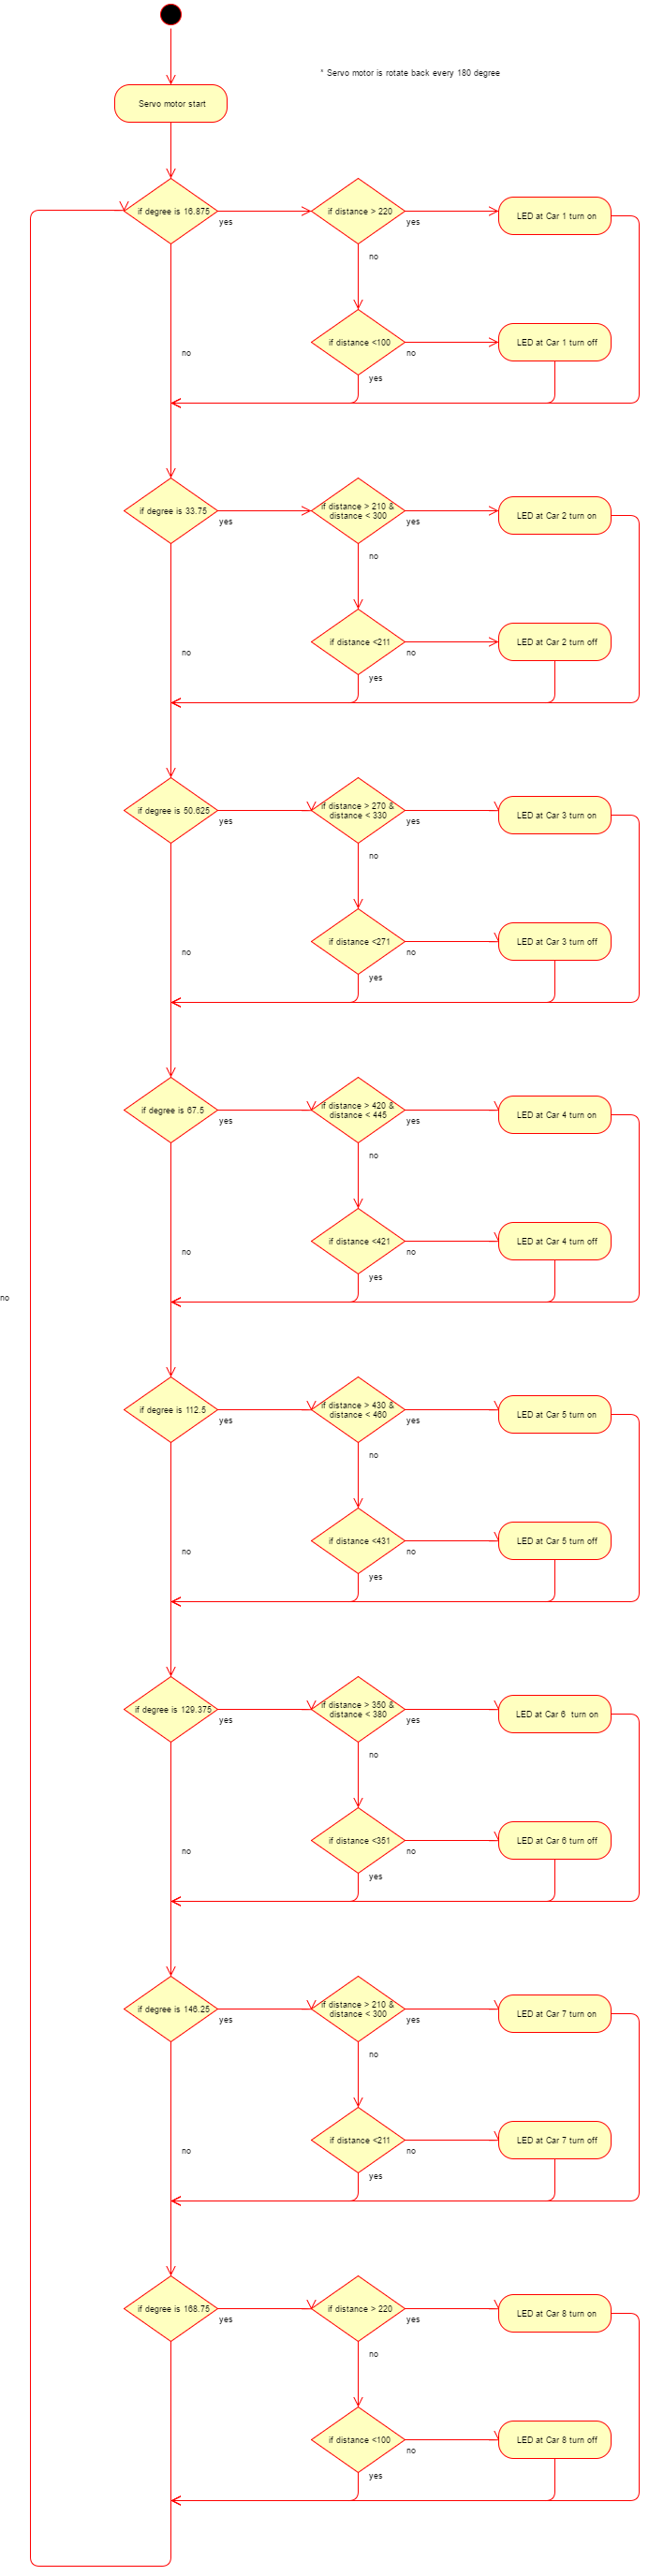 * Servo motor is rotate back every 180 degree
Servo motor start
if degree is 16.875
yes
if distance > 220
yes
LED at Car 1 turn on
no
if distance <100
no
LED at Car 1 turn off
no
yes
if degree is 33.75
yes
if distance > 210 &
distance < 300
yes
LED at Car 2 turn on
no
if distance <211
no
LED at Car 2 turn off
no
yes
if degree is 50.625
yes
if distance > 270 &
distance < 330
yes
LED at Car 3 turn on
no
if distance <271
no
LED at Car 3 turn off
no
yes
if degree is 67.5
yes
if distance > 420 &
distance < 445
yes
LED at Car 4 turn on
no
if distance <421
no
LED at Car 4 turn off
no
yes
no
if degree is 112.5
yes
if distance > 430 &
distance < 460
yes
LED at Car 5 turn on
no
if distance <431
no
LED at Car 5 turn off
no
yes
if degree is 129.375
yes
if distance > 350 &
distance < 380
yes
LED at Car 6 turn on
no
if distance <351
no
LED at Car 6 turn off
no
yes
if degree is 146.25
yes
if distance > 210 &
distance < 300
yes
LED at Car 7 turn on
no
if distance <211
no
LED at Car 7 turn off
no
yes
if degree is 168.75
yes
if distance > 220
yes
LED at Car 8 turn on
no
if distance <100
no
LED at Car 8 turn off
yes